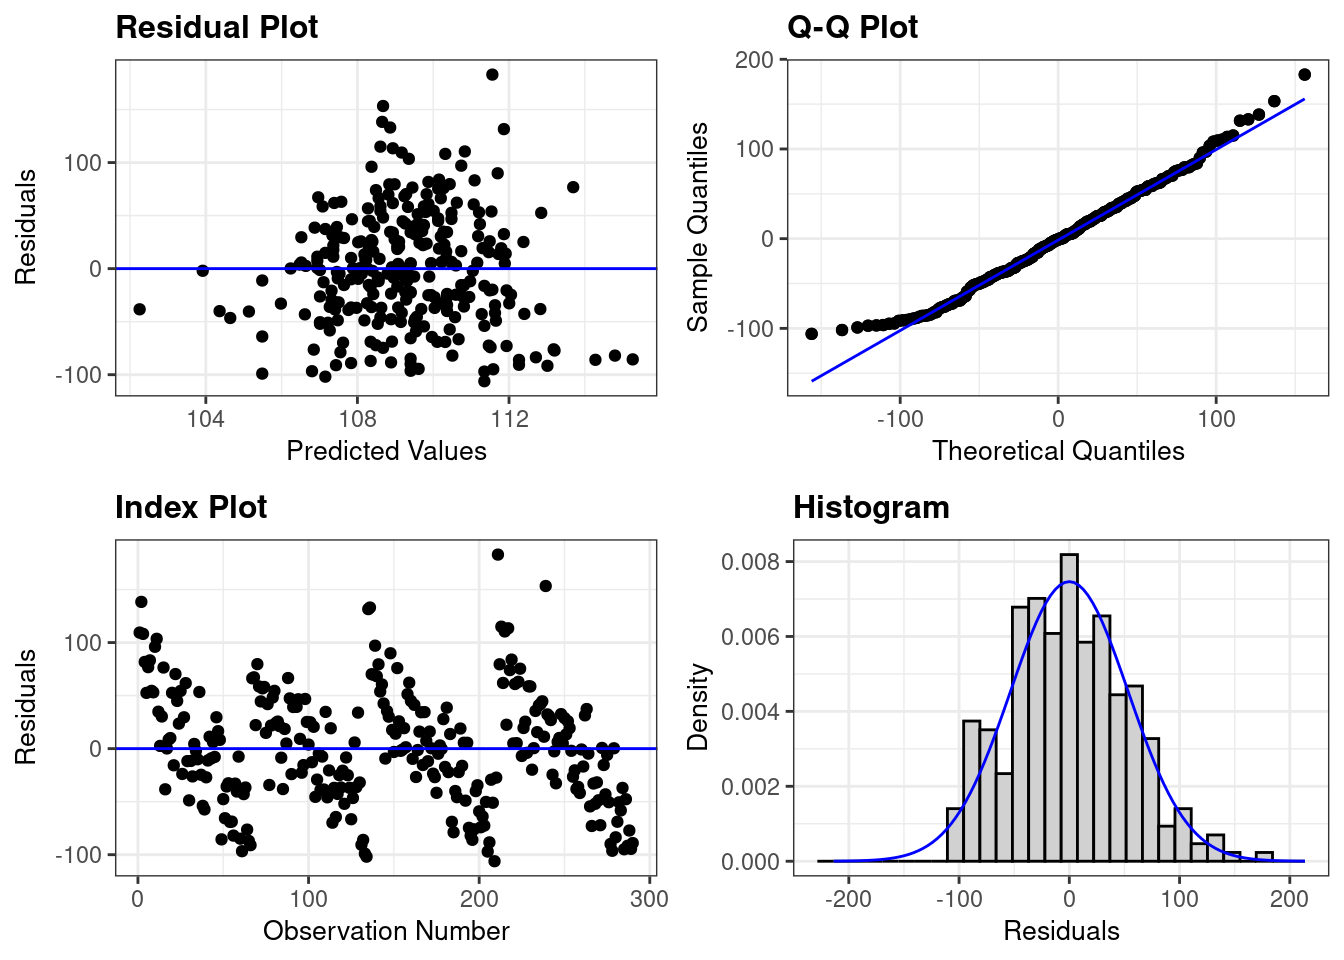 Residual Plot
Residuals
100
0
-100
104 108 112
Predicted Values
Q-Q Plot
Sample Quantiles
200
100
0
-100
-100 0 100
Theoretical Quantiles
Index Plot
Residuals
100
0
-100
0 100 200 300
Observation Number
Histogram
Density
0.008
0.006
0.004
0.002
0.000
-200 -100 0 100 200
Residuals